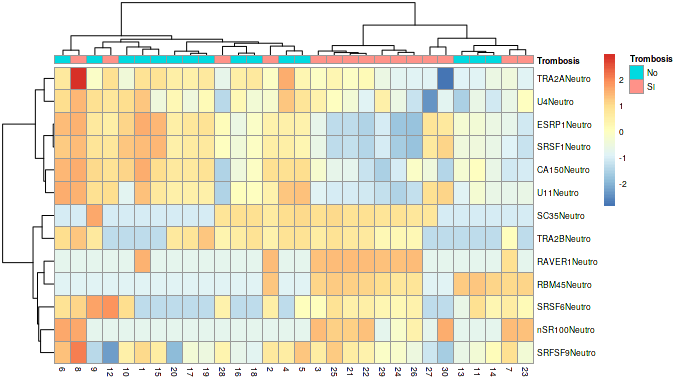 Trombosis
TRA2ANeutro
U4Neutro
ESRP1Neutro
SRSF1Neutro
CA150Neutro
U11Neutro
SC35Neutro
TRA2BNeutro
RAVER1Neutro
RBM45Neutro
SRSF6Neutro
nSR100Neutro
SRFSF9Neutro
6 8 9 12 10 1 15 20 17 19 28 16 18 2 4 5 3 25 21 22 29 24 26 27 30 13 11 14 7 23
2
1
0
-1
-2
Trombosis
No
SI